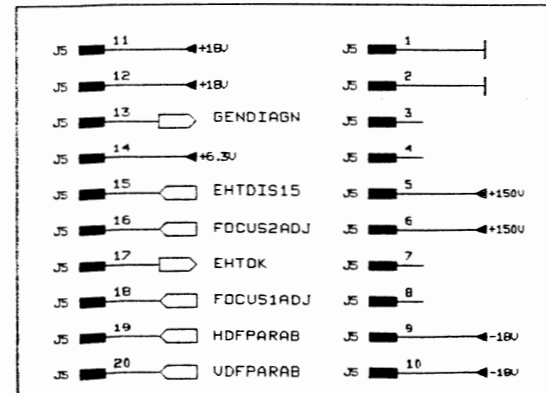 J5 11 +18V J5 1
J5 12 +18V J5 2
J5 13 GENDIAGN J5 3
J5 14 +6.3V J5 4
J5 15 EHTDIS15 J5 5 +150V
J5 16 FOCUS2ADJ J5 6 +150V
J5 17 EHTOK J5 7
J5 18 FOCUS1ADJ J5 8
J5 19 HDFPARAB J5 9 -18V
J5 20 VDFPARAB J5 10 -18V